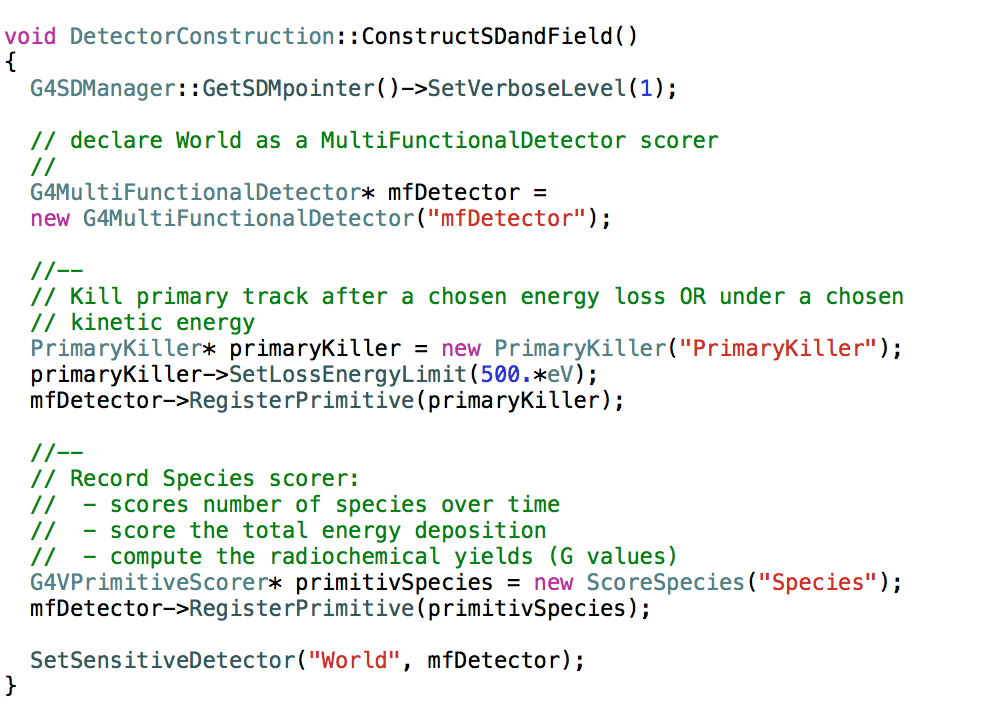 void DetectorConstruction::ConstructSDandField()
{
  G4SDManager::GetSDMpointer()->SetVerboseLevel(1);

  // declare World as a MultiFunctionalDetector scorer
  //
  G4MultiFunctionalDetector* mfDetector =
  new G4MultiFunctionalDetector("mfDetector");

  //--
  // Kill primary track after a chosen energy loss OR under a chosen
  // kinetic energy
  PrimaryKiller* primaryKiller = new PrimaryKiller("PrimaryKiller");
  primaryKiller->SetLossEnergyLimit(500.*eV);
  mfDetector->RegisterPrimitive(primaryKiller);

  //--
  // Record Species scorer:
  //  - scores number of species over time
  //  - score the total energy deposition
  //  - compute the radiochemical yields (G values)
  G4VPrimitiveScorer* primitivSpecies = new ScoreSpecies("Species");
  mfDetector->RegisterPrimitive(primitivSpecies);

  SetSensitiveDetector("World", mfDetector);
}